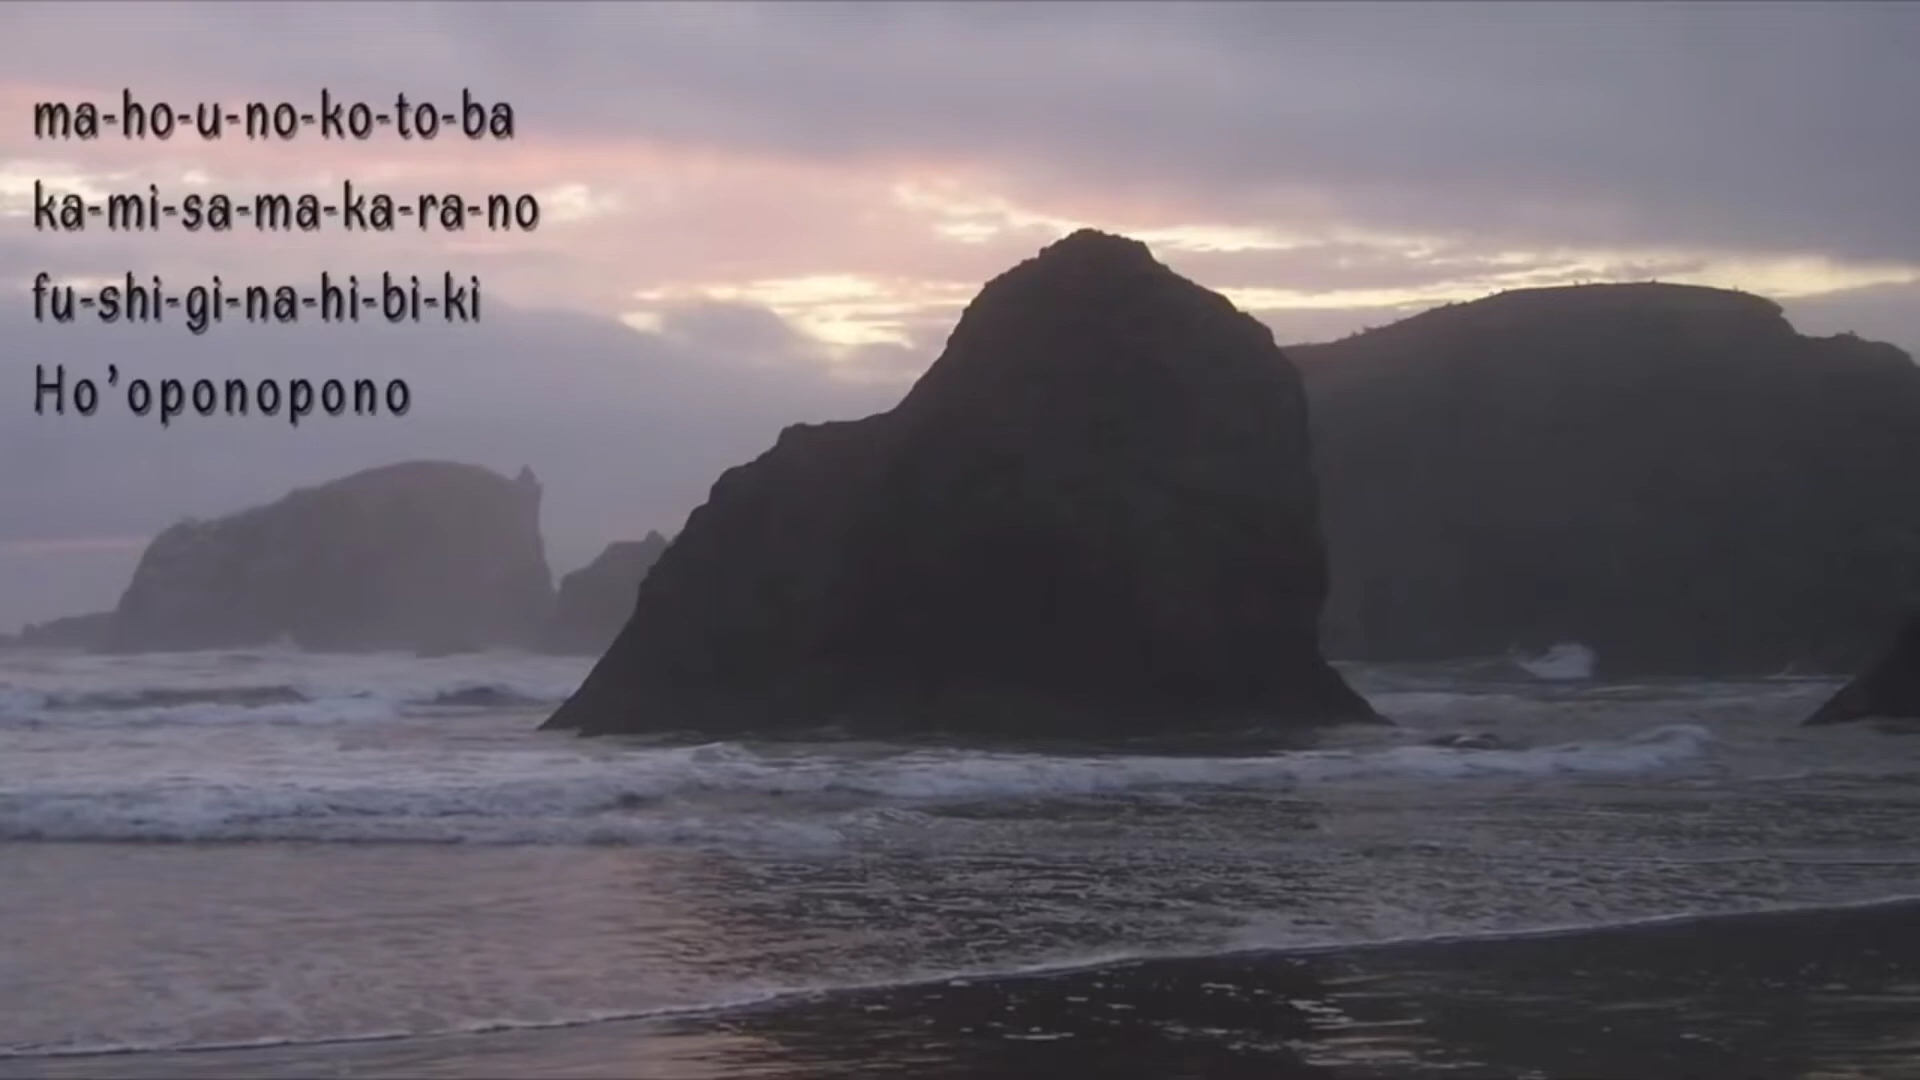 ma-ho-u-no-ko-to-ba
ka-mi-sa-ma-ka-ra-no
fu-shi-gi-na-hi-bi-ki
Ho’oponopono